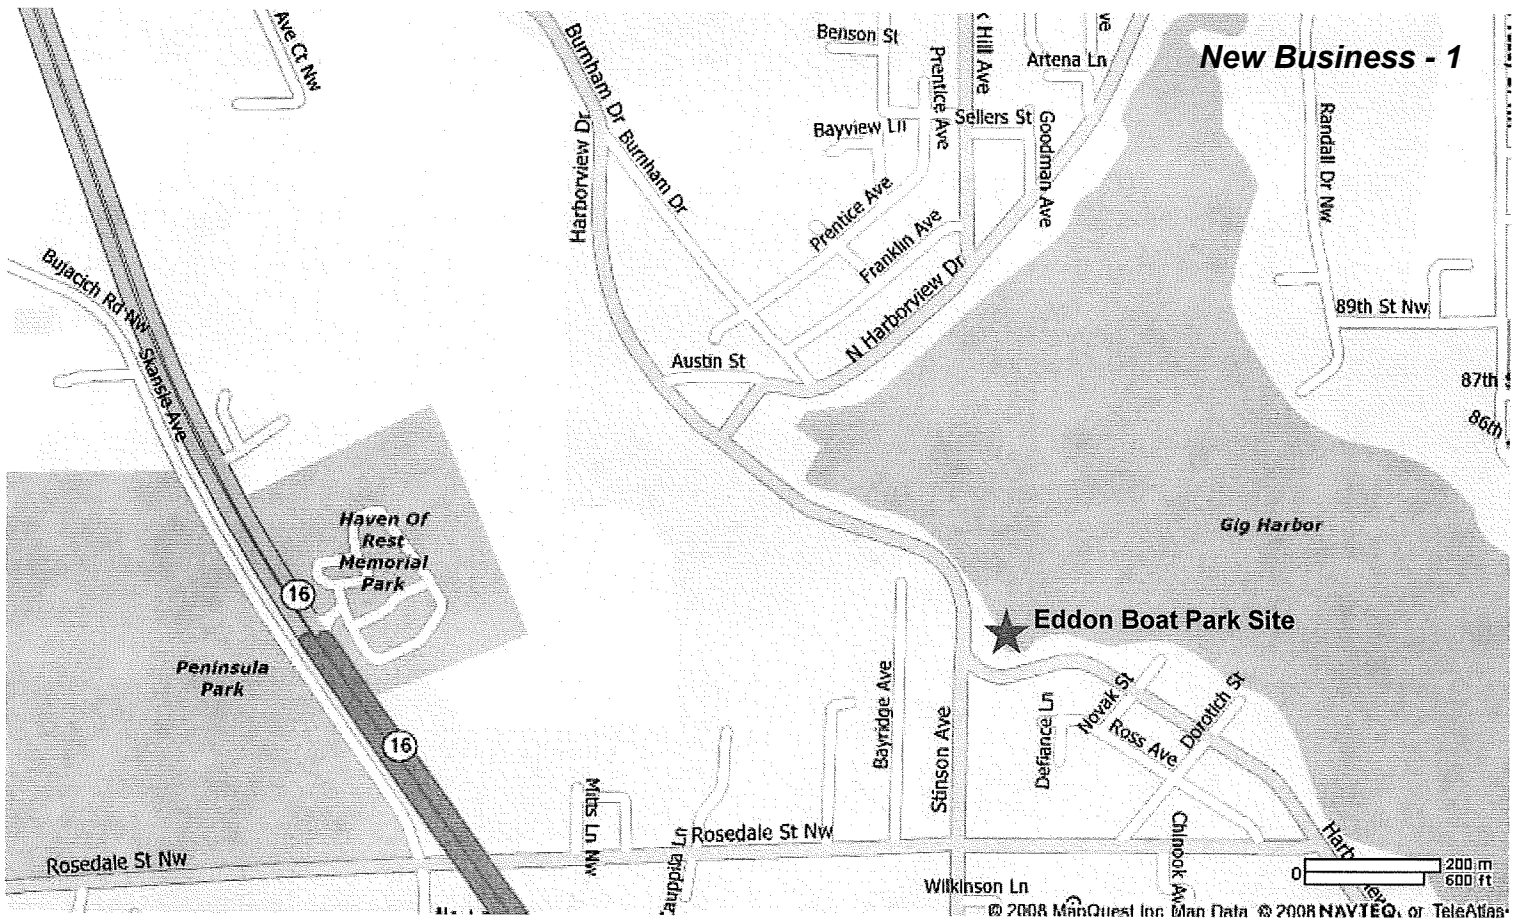 New Business - 1
Ave Ct Nw
Burnham Dr
Harborview Dr
Burnham Dr
Benson St
Prentice Ave
Hill Ave
Artena Ln
Bayview Ln
Sellers St
Goodman Ave
Randall Dr Nw
Prentice Ave
Franklin Ave
N Harborview Dr
Bujacich Rd Nw
Skansie Ave
Austin St
89th St Nw
87th
86th
Haven Of
Rest
Memorial
Park
Gig Harbor
16
Eddon Boat Park Site
Peninsula
Park
16
Bayridge Ave
Stinson Ave
Defiance Ln
Novak St
Ross Ave
Dorotich St
Mitts Ln Nw
Rosedale St Nw
Rosedale St Nw
Chinook Av
Wilkinson Ln
0
200 m
600 ft
© 2008 MapQuest Inc. Map Data © 2008 NAVTEQ or TeleAtlas